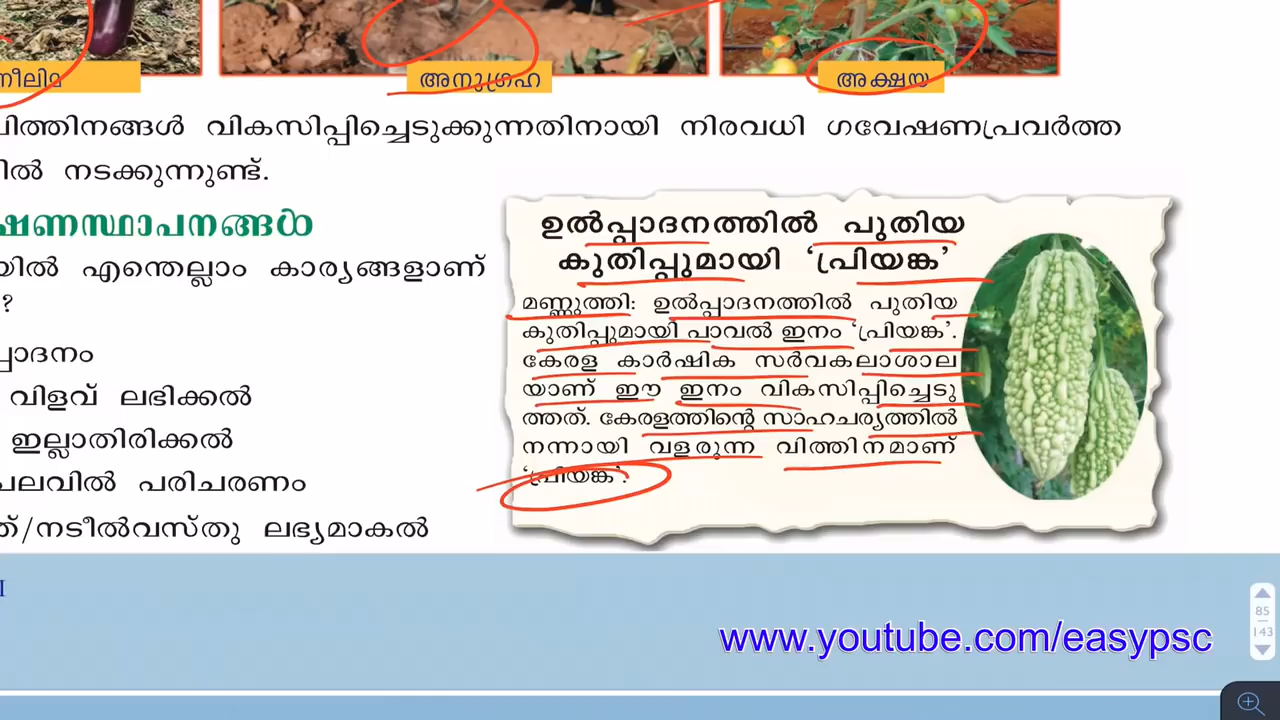 നീലിമ
അനുഗ്രഹ
അക്ഷയ
വിത്തിനങ്ങൾ വികസിപ്പിച്ചെടുക്കുന്നതിനായി നിരവധി ഗവേഷണപ്രവർത്ത
ിൽ നടക്കുന്നുണ്ട്.
ഷണസ്ഥാപനങ്ങൾ
യിൽ എന്തെല്ലാം കാര്യങ്ങളാണ്
?
പ്പാദനം
വിളവ് ലഭിക്കൽ
ഇല്ലാതിരിക്കൽ
ചെലവിൽ പരിചരണം
ത്/നടീൽവസ്തു ലഭ്യമാകൽ
ഉൽപ്പാദനത്തിൽ പുതിയ
കുതിപ്പുമായി ‘പ്രിയങ്ക’
മണ്ണുത്തി: ഉൽപ്പാദനത്തിൽ പുതിയ
കുതിപ്പുമായി പാവൽ ഇനം ‘പ്രിയങ്ക’.
കേരള കാർഷിക സർവകലാശാല
യാണ് ഈ ഇനം വികസിപ്പിച്ചെടു
ത്തത്. കേരളത്തിന്റെ സാഹചര്യത്തിൽ
നന്നായി വളരുന്ന വിത്തിനമാണ്
‘പ്രിയങ്ക’.
I
www.youtube.com/easypsc
85
143